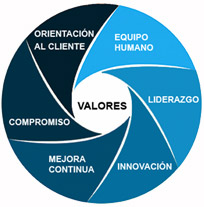 ORIENTACIÓN
AL CLIENTE
EQUIPO
HUMANO
LIDERAZGO
INNOVACIÓN
MEJORA
CONTINUA
COMPROMISO
VALORES